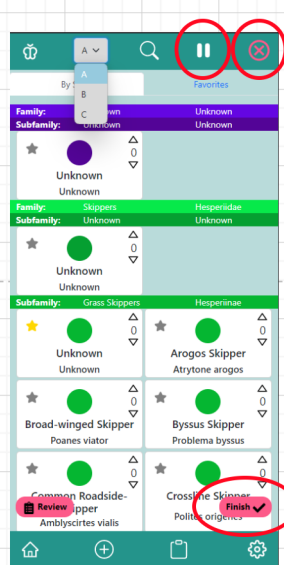 A
A
B
C
By S
Favorites
Family: wn Unknown
Subfamily: Unknown Unknown
0
Unknown
Unknown
Family: Skippers Hesperiidae
Subfamily: Unknown Unknown
0
Unknown
Unknown
Subfamily: Grass Skippers Hesperiinae
0 0
Unknown Arogos Skipper
Unknown Atrytone arogos
0 0
Broad-winged Skipper Byssus Skipper
Poanes viator Problema byssus
0 0
Common Roadside- Crossline Skipper
Review pper Finish
Amblyscirtes vialis Polites origenes